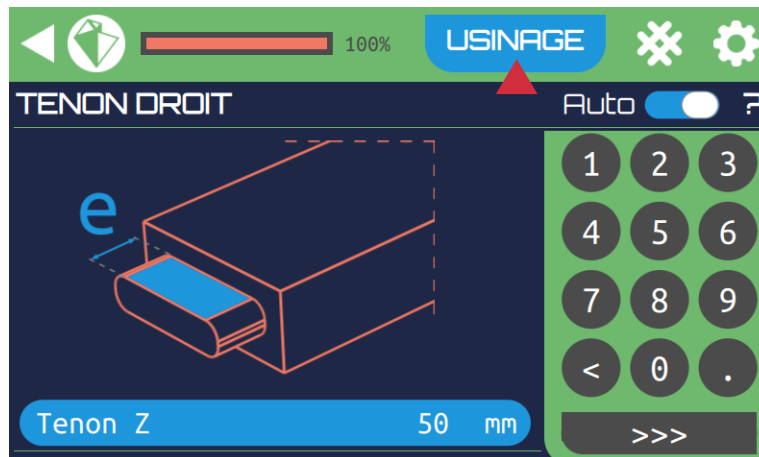 100% USINAGE
TENON DROIT Auto ?
e
1 2 3
4 5 6
7 8 9
< 0 .
Tenon Z 50 mm
>>>